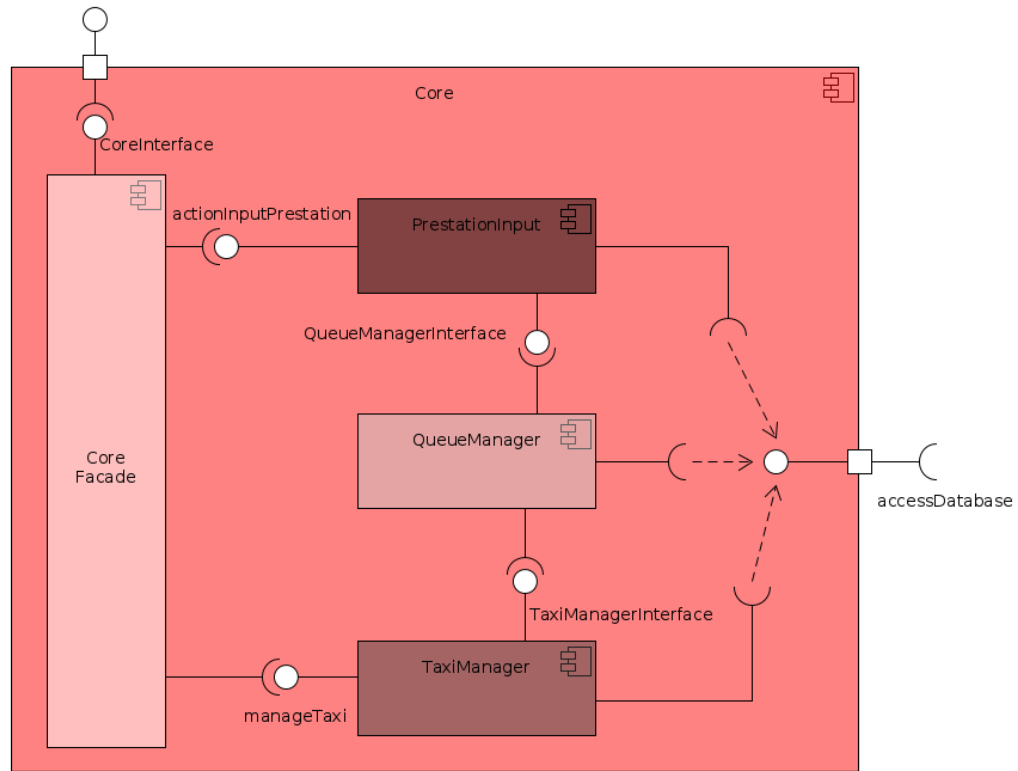 Core
CoreInterface
actionInputPrestation
PrestationInput
QueueManagerInterface
QueueManager
Core
Facade
accessDatabase
TaxiManagerInterface
TaxiManager
manageTaxi